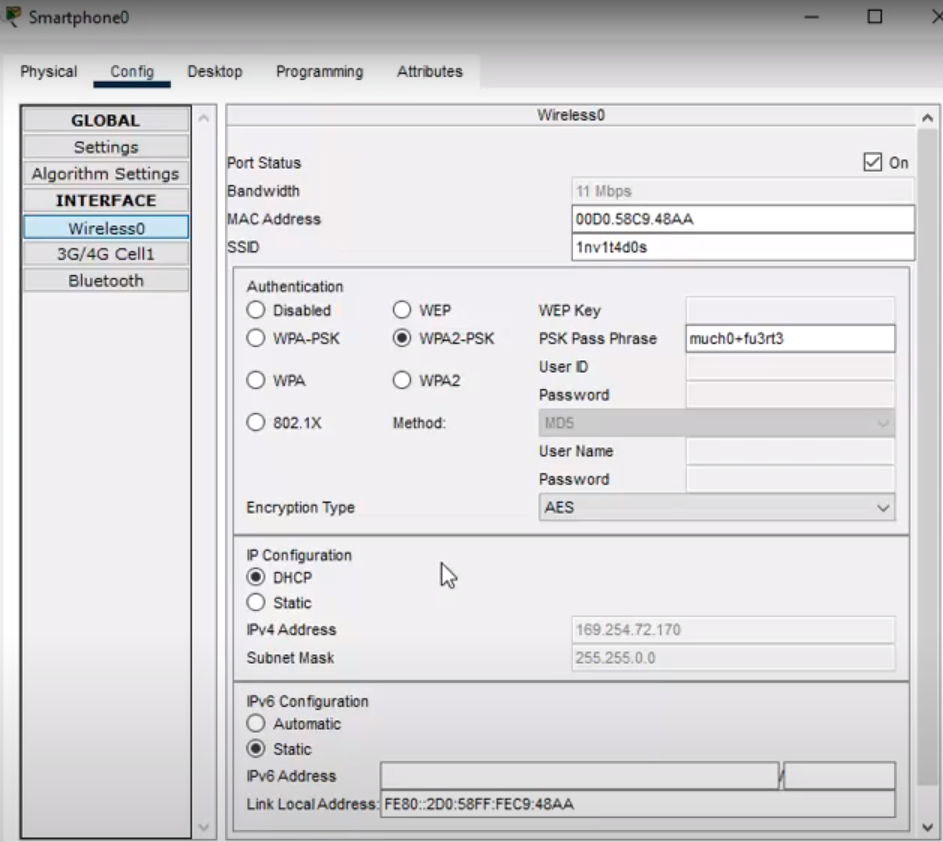 Smartphone0
Physical Config Desktop Programming Attributes
GLOBAL
Settings
Algorithm Settings
INTERFACE
Wireless0
3G/4G Cell1
Bluetooth
Wireless0
Port Status On
Bandwidth 11 Mbps
MAC Address 00D0.58C9.48AA
SSID 1nv1t4d0s
Authentication
Disabled WEP WEP Key
WPA-PSK WPA2-PSK PSK Pass Phrase much0+fu3rt3
User ID
WPA WPA2
Password
802.1X Method: MD5
User Name
Password
Encryption Type AES
IP Configuration
DHCP
Static
IPv4 Address 169.254.72.170
Subnet Mask 255.255.0.0
IPv6 Configuration
Automatic
Static
IPv6 Address /
Link Local Address: FE80::2D0:58FF:FEC9:48AA